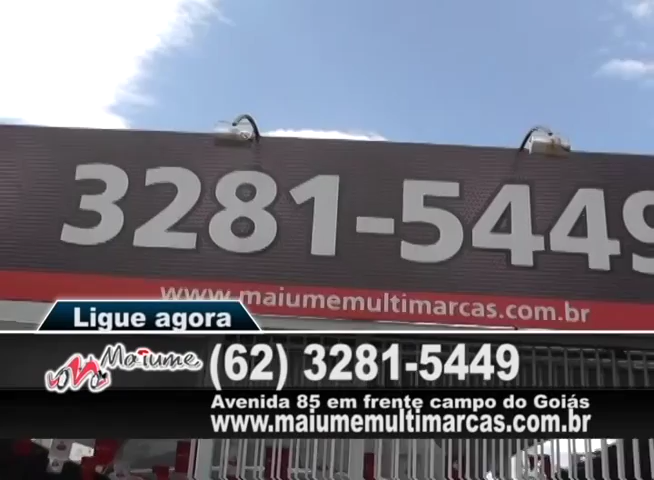 3281-5449
www.maiumemultimarcas.com.br
Ligue agora
Maiume
(62) 3281-5449
Avenida 85 em frente campo do Goiás
www.maiumemultimarcas.com.br